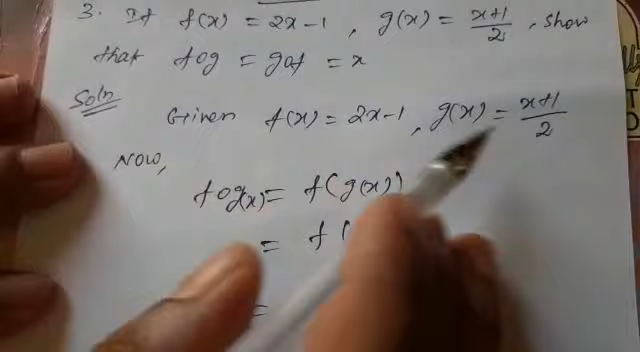 3. If f(x) = 2x-1, g(x) = x+1/2, show
that fog = gof = x
Soln Given f(x) = 2x-1, g(x) = x+1/2
Now,
fog(x) = f(g(x))
= f(
=